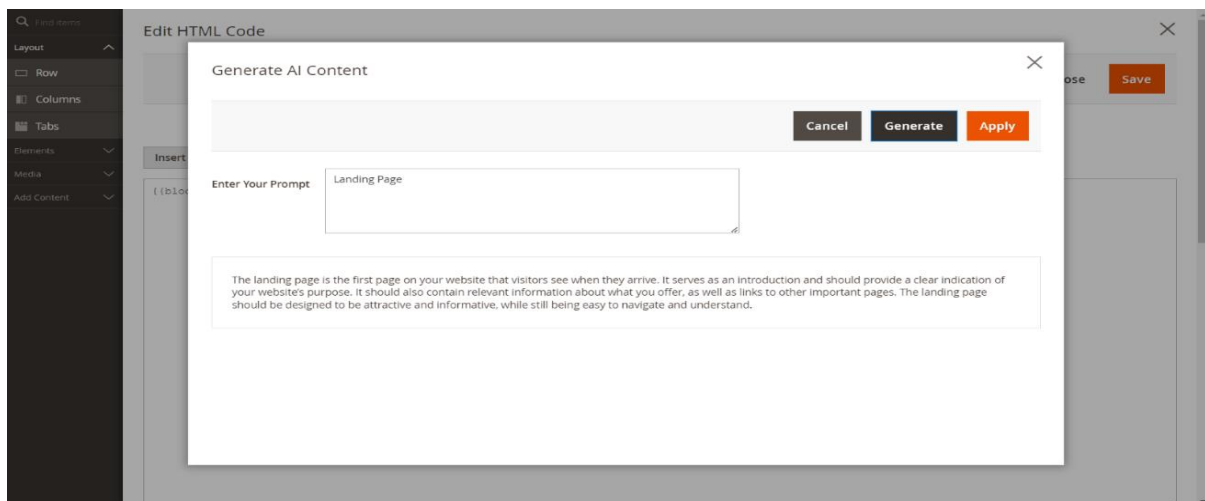 Find items
Edit HTML Code
Layout
Row
Columns
Tabs
Elements
Media
Add Content
ose
Save
Insert
{{bloc
Generate AI Content
Cancel
Generate
Apply
Enter Your Prompt
Landing Page
The landing page is the first page on your website that visitors see when they arrive. It serves as an introduction and should provide a clear indication of
your website's purpose. It should also contain relevant information about what you offer, as well as links to other important pages. The landing page
should be designed to be attractive and informative, while still being easy to navigate and understand.